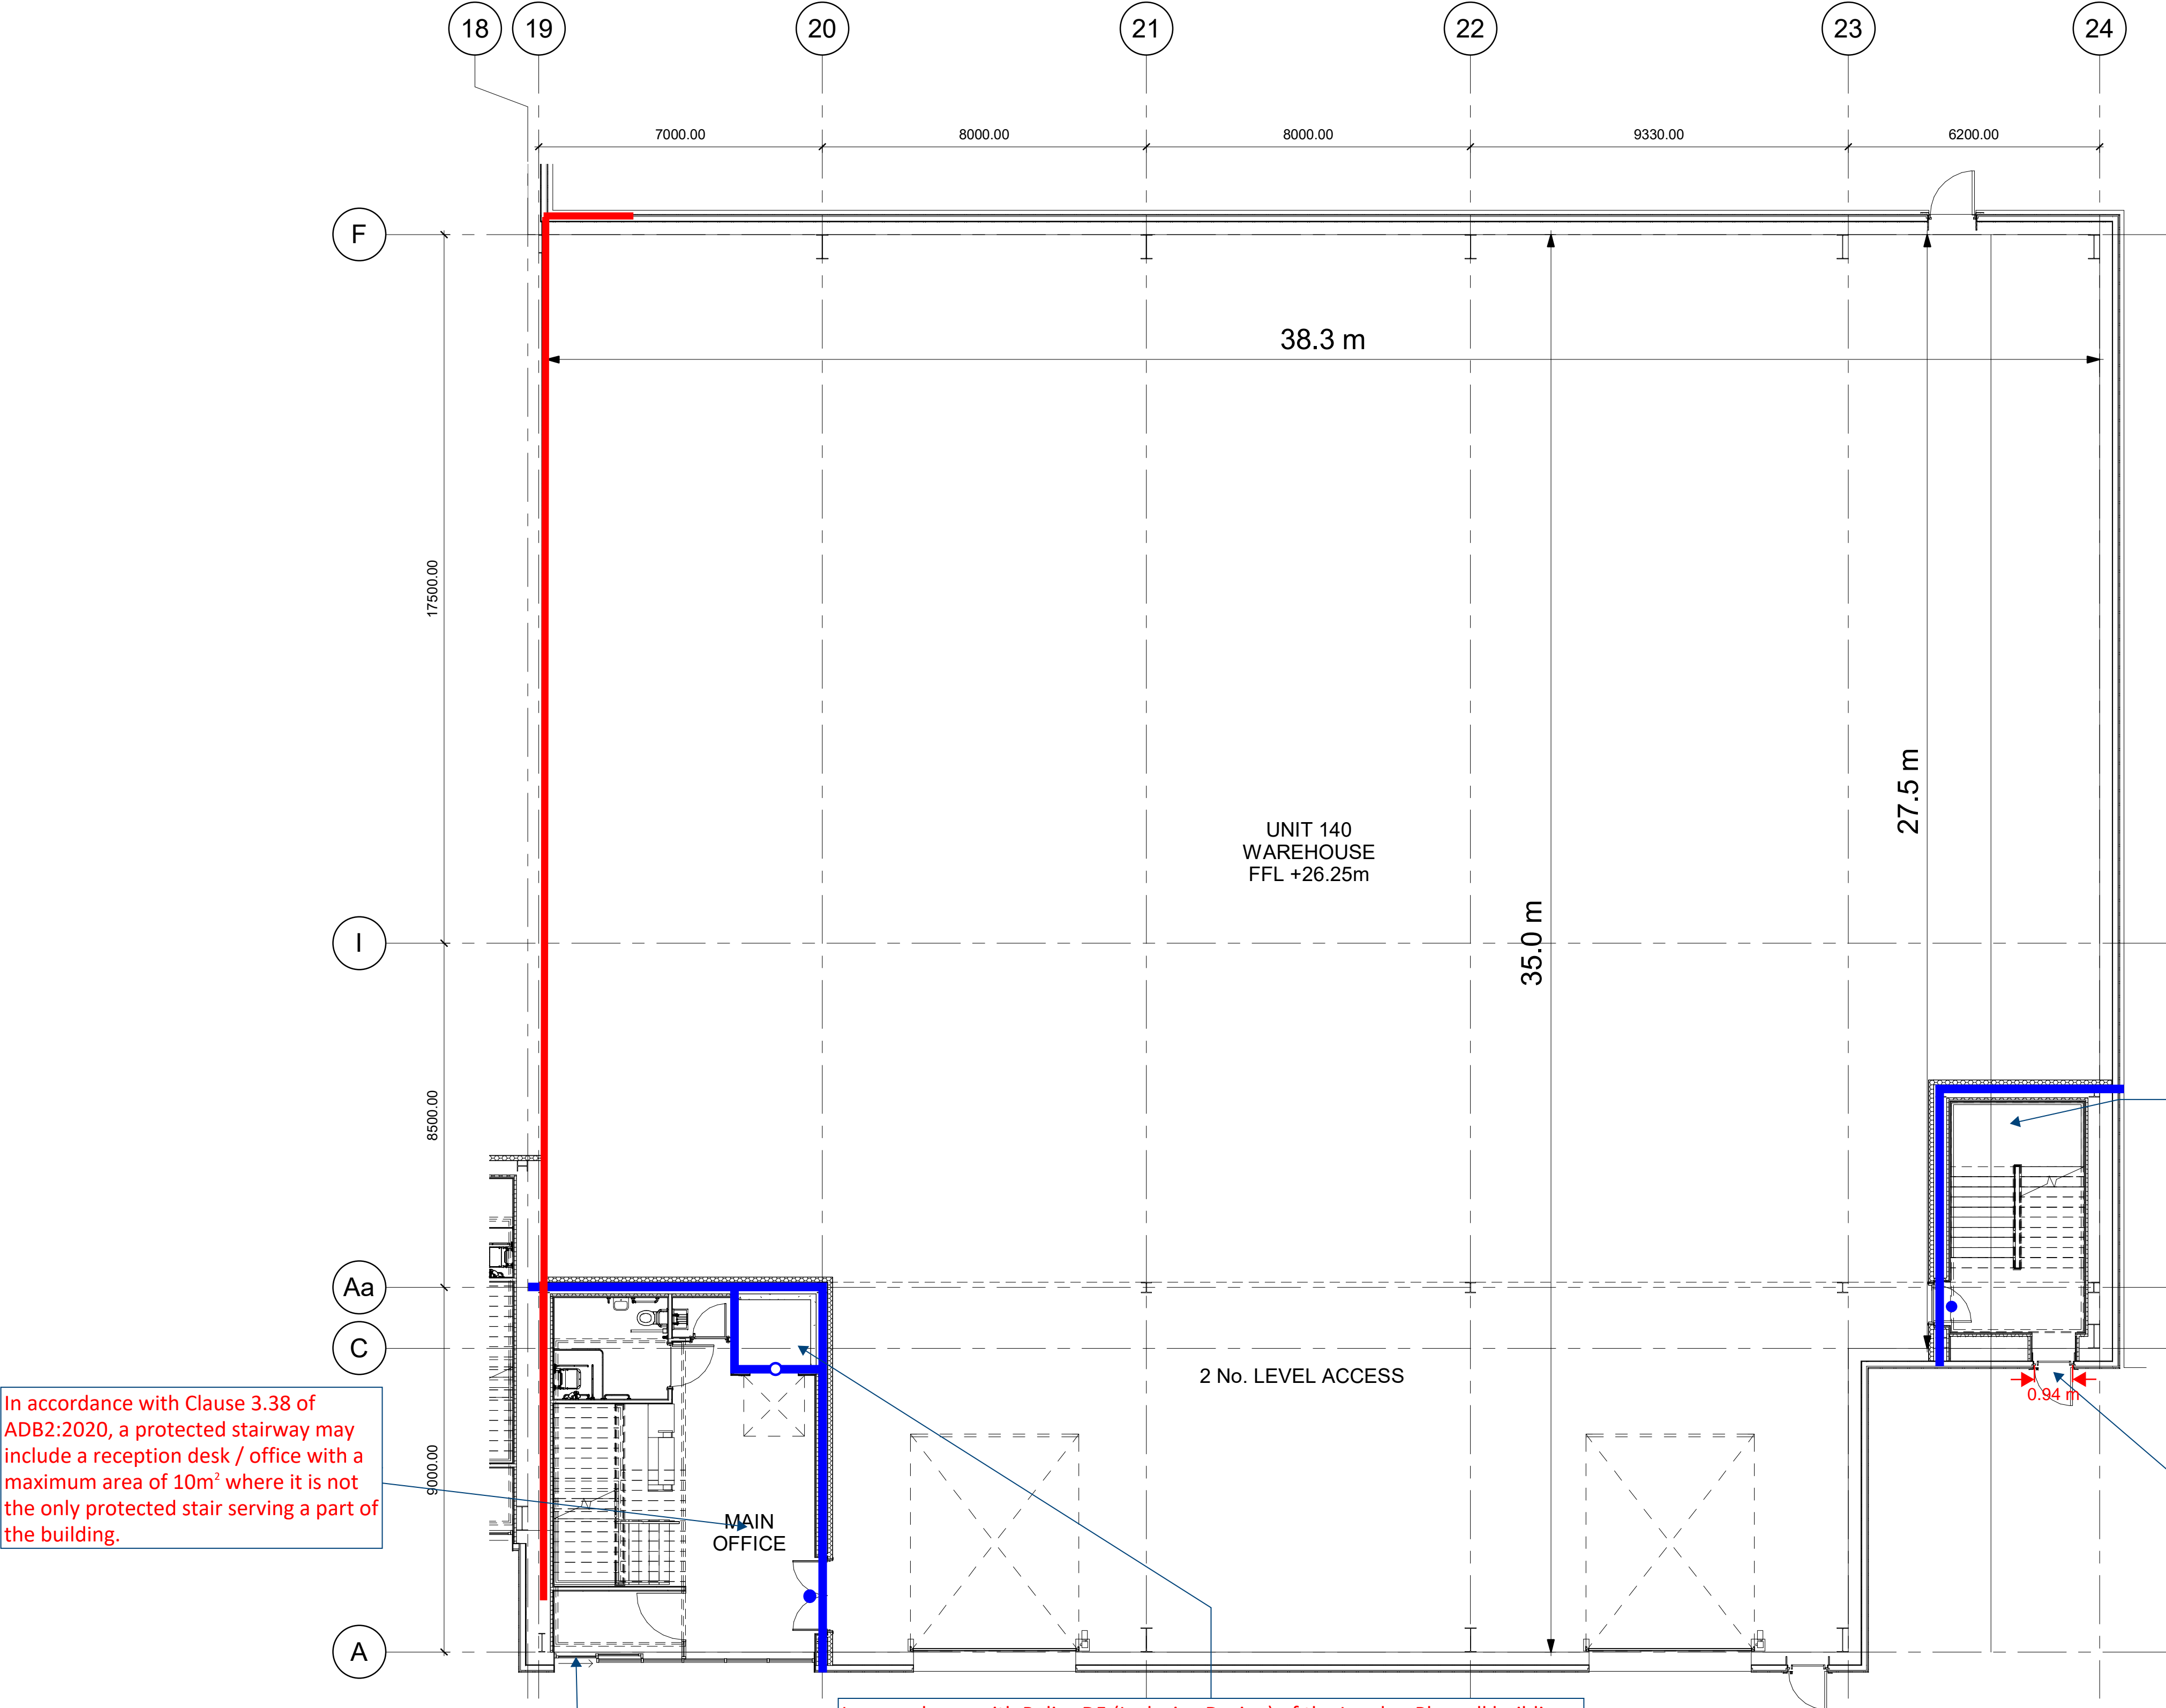 18
19
20
21
22
23
24
7000.00
8000.00
8000.00
9330.00
6200.00
F
38.3 m
17500.00
27.5 m
UNIT 140
WAREHOUSE
FFL +26.25m
35.0 m
I
8500.00
Aa
C
2 No. LEVEL ACCESS
0.94 m
In accordance with Clause 3.38 of
ADB2:2020, a protected stairway may
include a reception desk / office with a
maximum area of 10m² where it is not
the only protected stair serving a part of
the building.
9000.00
MAIN
OFFICE
A